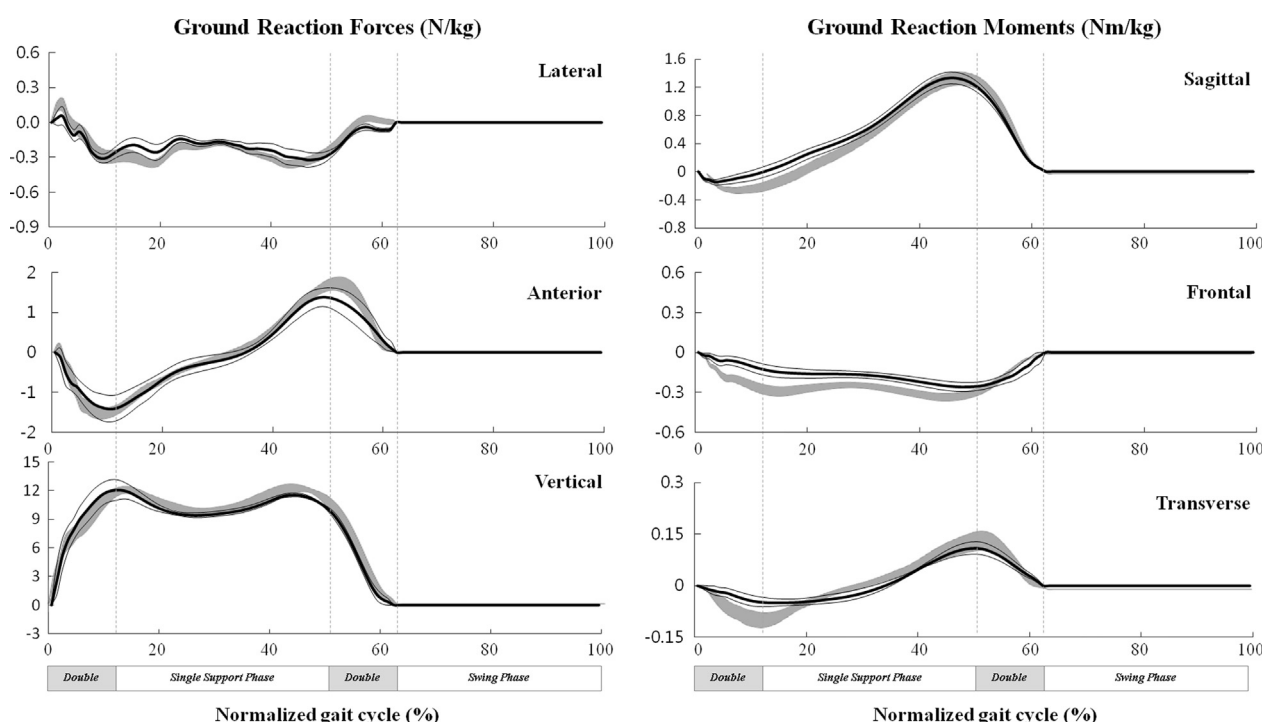 Ground Reaction Forces (N/kg)
0.6
0.3
0.0
-0.3
-0.6
-0.9
Lateral
0 20 40 60 80 100
2
1
0
-1
-2
Anterior
0 20 40 60 80 100
15
12
9
6
3
0
-3
Vertical
0 20 40 60 80 100
Double Single Support Phase Double Swing Phase
Normalized gait cycle (%)
Ground Reaction Moments (Nm/kg)
1.6
1.2
0.8
0.4
0
-0.4
-0.8
Sagittal
0 20 40 60 80 100
0.6
0.3
0
-0.3
-0.6
Frontal
0 20 40 60 80 100
0.3
0.15
0
-0.15
Transverse
0 20 40 60 80 100
Double Single Support Phase Double Swing Phase
Normalized gait cycle (%)